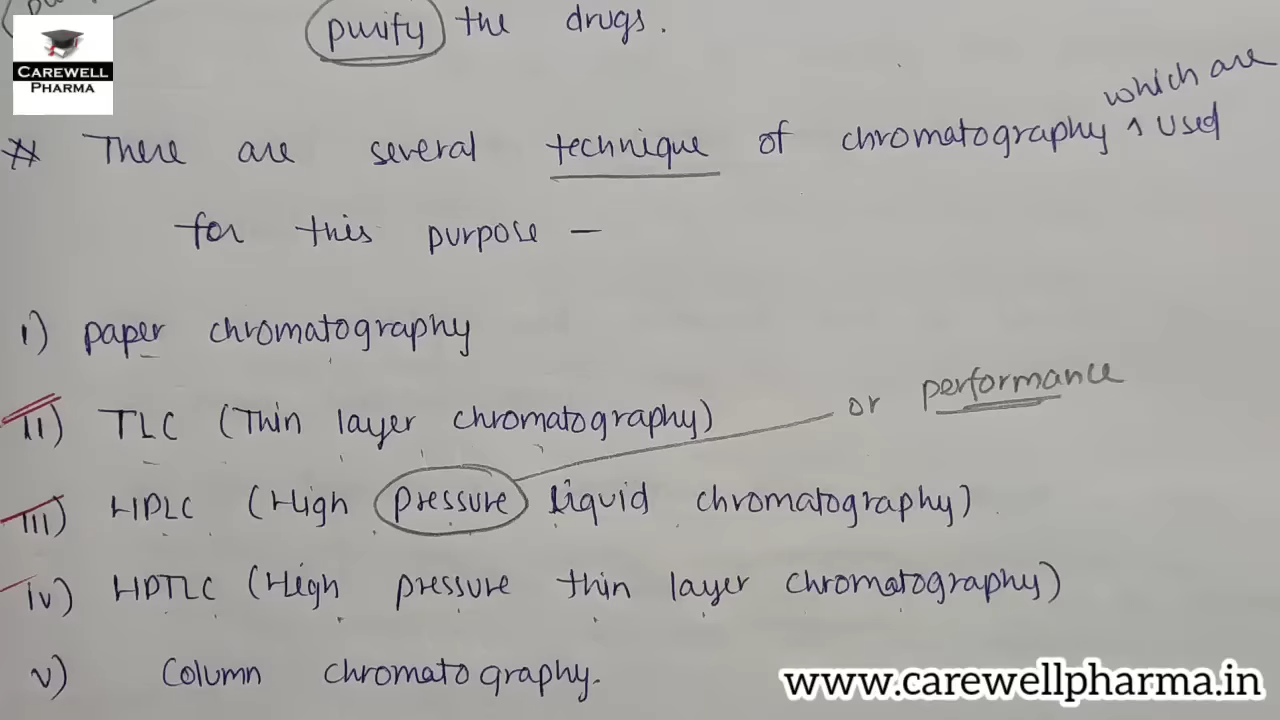 CAREWELL
PHARMA
purify the drugs.
* There are several technique of chromatography ^ which are used
for this purpose –
i) paper chromatography
ii) TLC (Thin layer chromatography)
or performance
iii) HPLC (High pressure liquid chromatography)
iv) HPTLC (High pressure thin layer chromatography)
v) Column chromatography.
www.carewellpharma.in